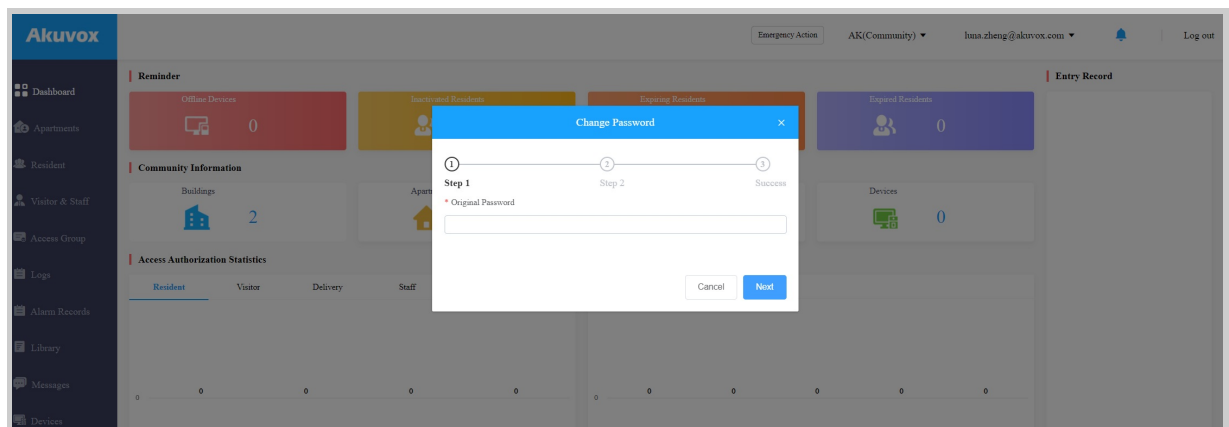 Akuvox
Emergency Action
AK(Community)
luna.zheng@akuvox.com
Log out
Dashboard
Apartments
Resident
Visitor & Staff
Access Group
Logs
Alarm Records
Library
Messages
Devices
Reminder
Offline Devices
0
Inactivated Residents
Expiring Residents
Expired Residents
0
Entry Record
Community Information
Buildings
2
Devices
0
Access Authorization Statistics
Resident Visitor Delivery Staff
0 0 0 0 0
0 0 0 0 0
Change Password ×
1 2 3
Step 1 Step 2 Success
* Original Password
Cancel Next